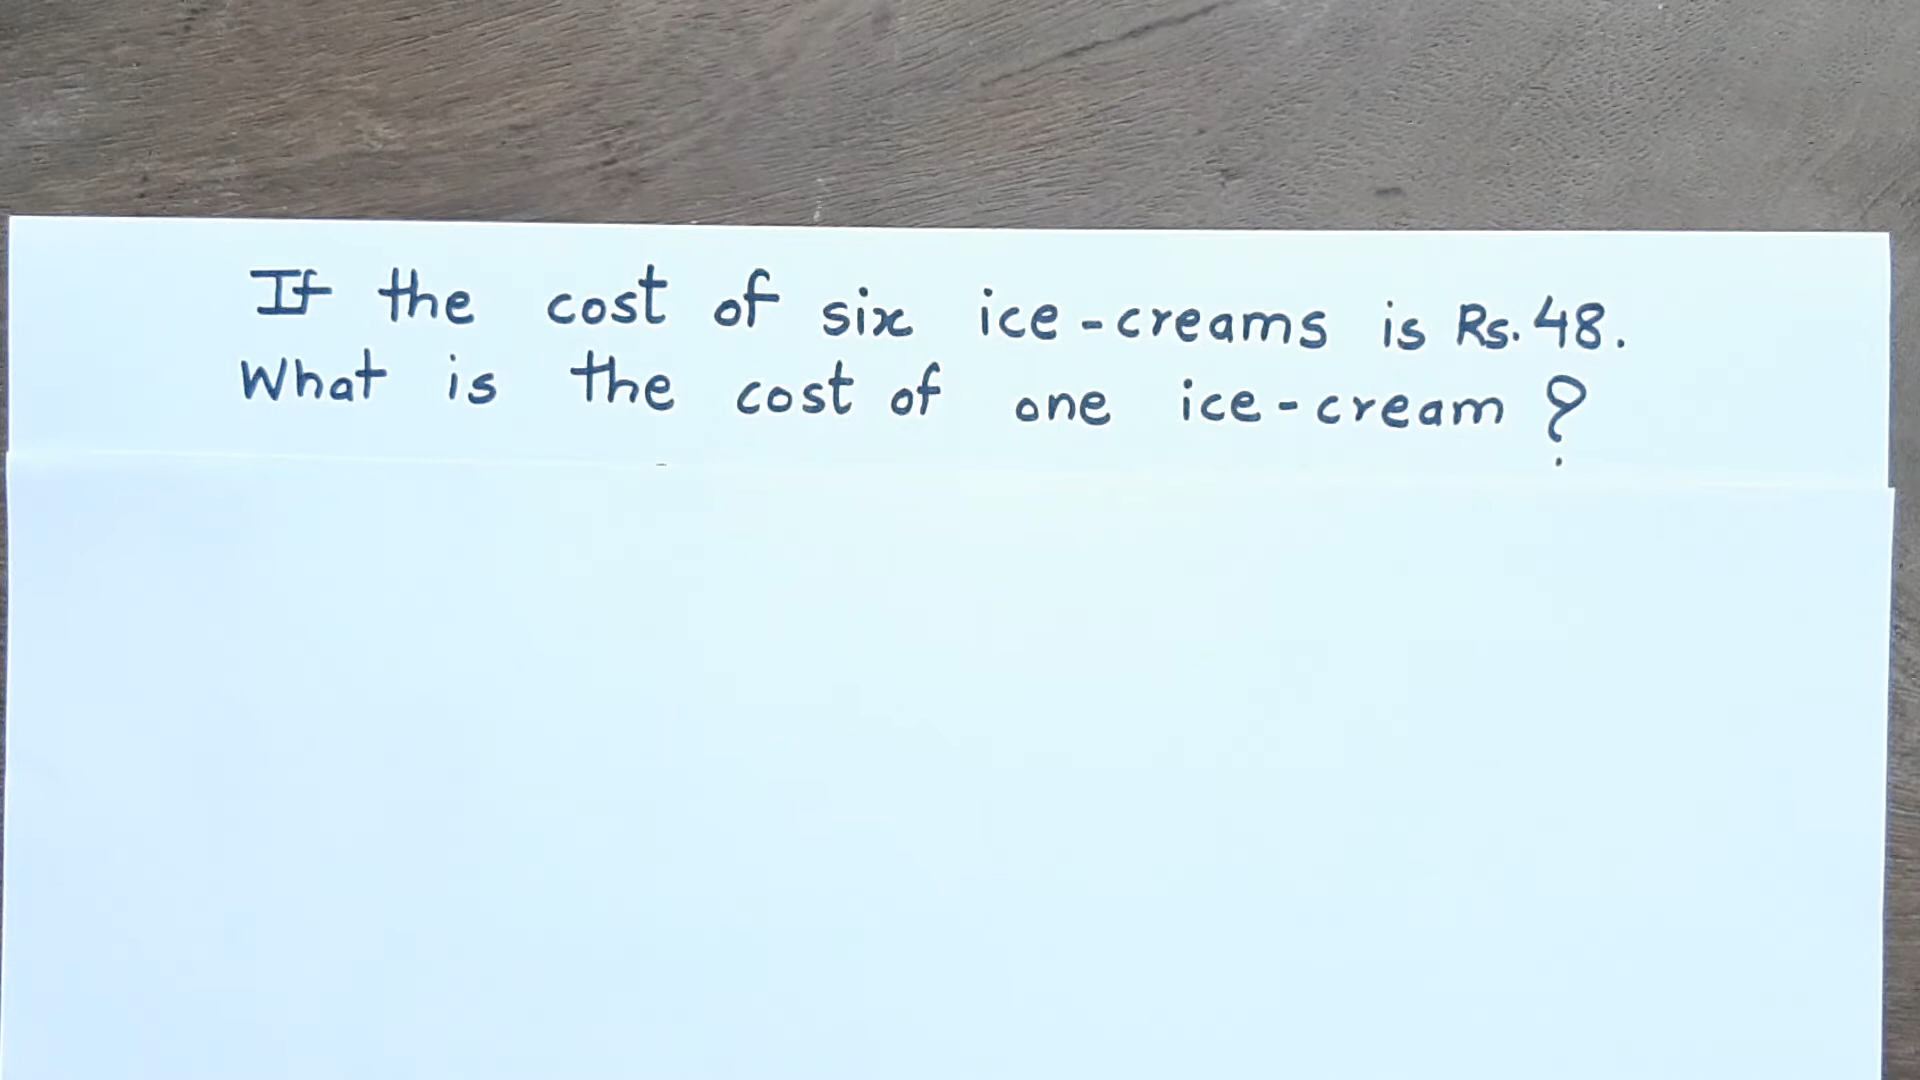 If the cost of six ice-creams is Rs. 48.
What is the cost of one ice-cream?